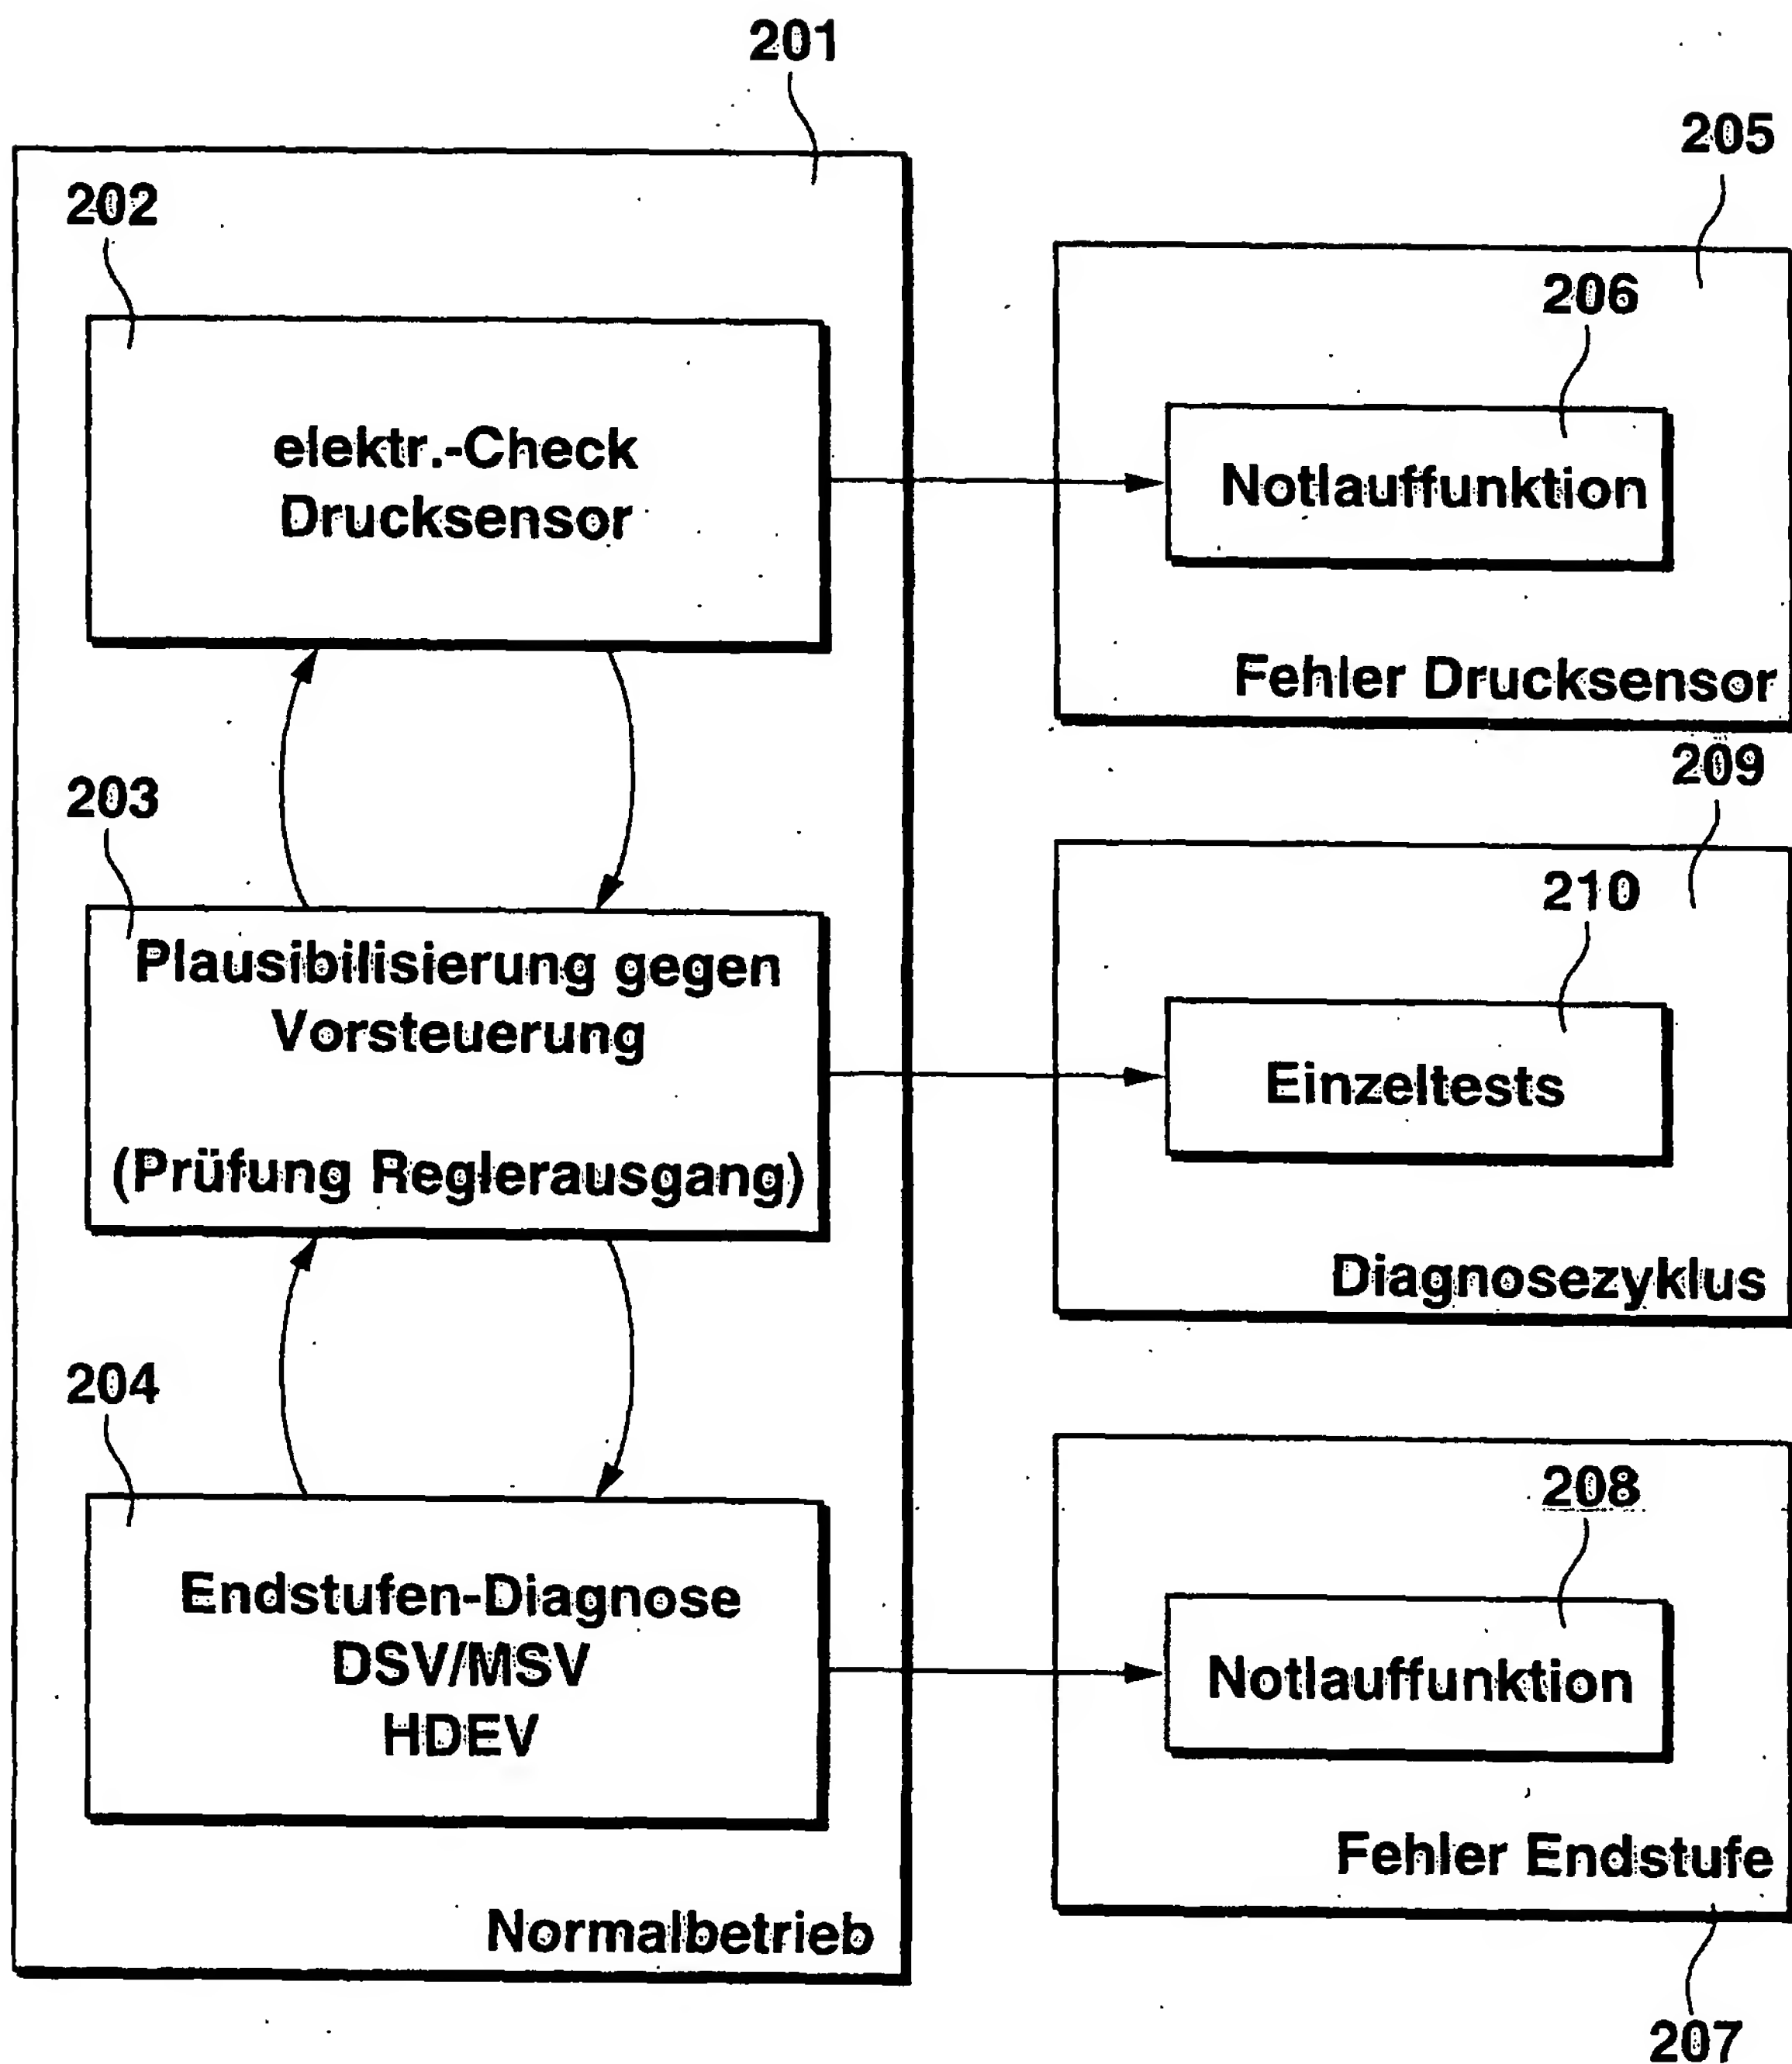 201
202
elektr.-Check
Drucksensor
203
Plausibilisierung gegen
Vorsteuerung
(Prüfung Reglerausgang)
204
Endstufen-Diagnose
DSV/MSV
HDEV
Normalbetrieb
205
206
Notlauffunktion
Fehler Drucksensor
209
210
Einzeltests
Diagnosezyklus
208
Notlauffunktion
Fehler Endstufe
207